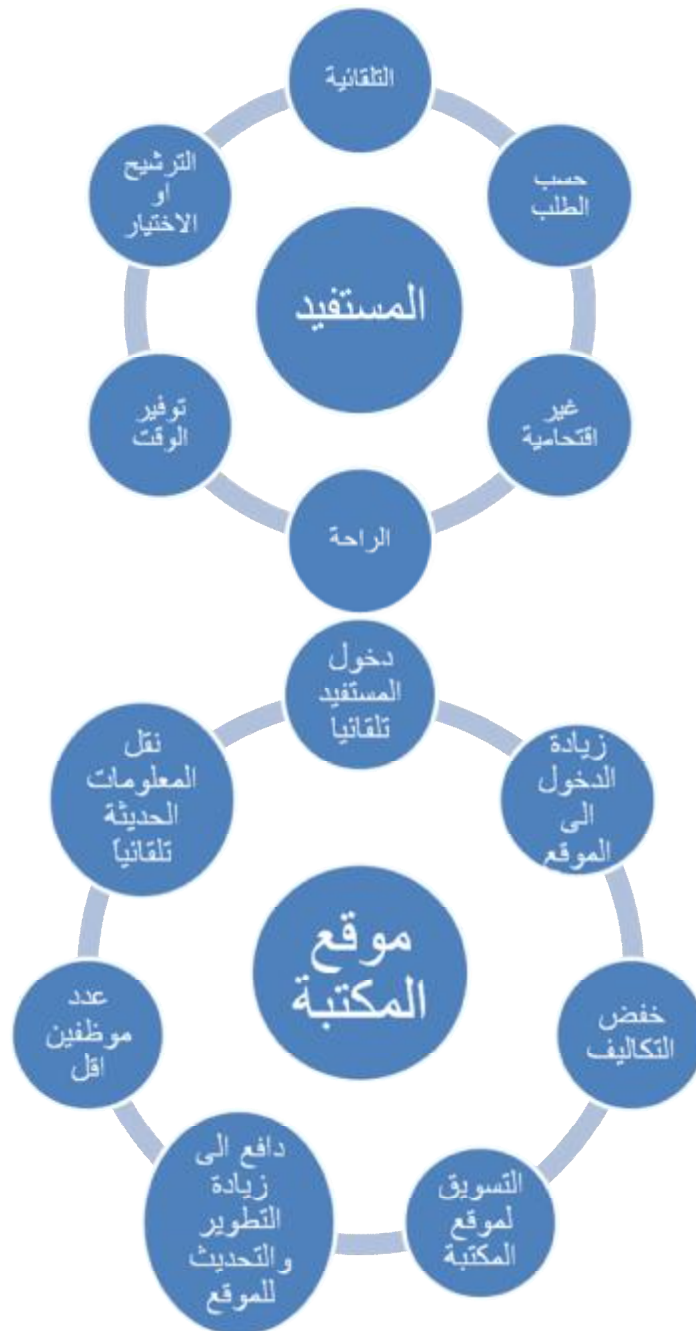 التلقائية
حسب
الطلب
غير
اقتحامية
الراحة
توفير
الوقت
الترشيح
او
الاختيار
المستفيد
دخول
المستفيد
تلقائيا
زيادة
الدخول
الى
الموقع
خفض
التكاليف
التسويق
لموقع
المكتبة
دافع الى
زيادة
التطوير
والتحديث
للموقع
عدد
موظفين
اقل
نقل
المعلومات
الحديثة
تلقائياً
موقع
المكتبة